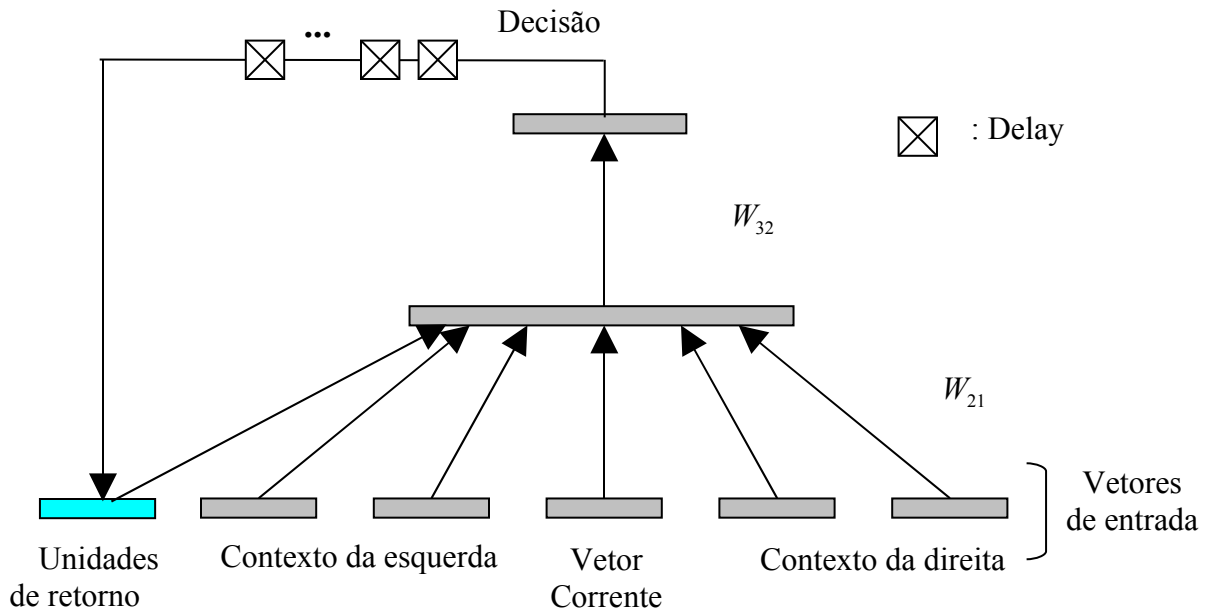 ...
Decisão
: Delay
W32
W21
Vetores
de entrada
Unidades
de retorno
Contexto da esquerda
Vetor
Corrente
Contexto da direita